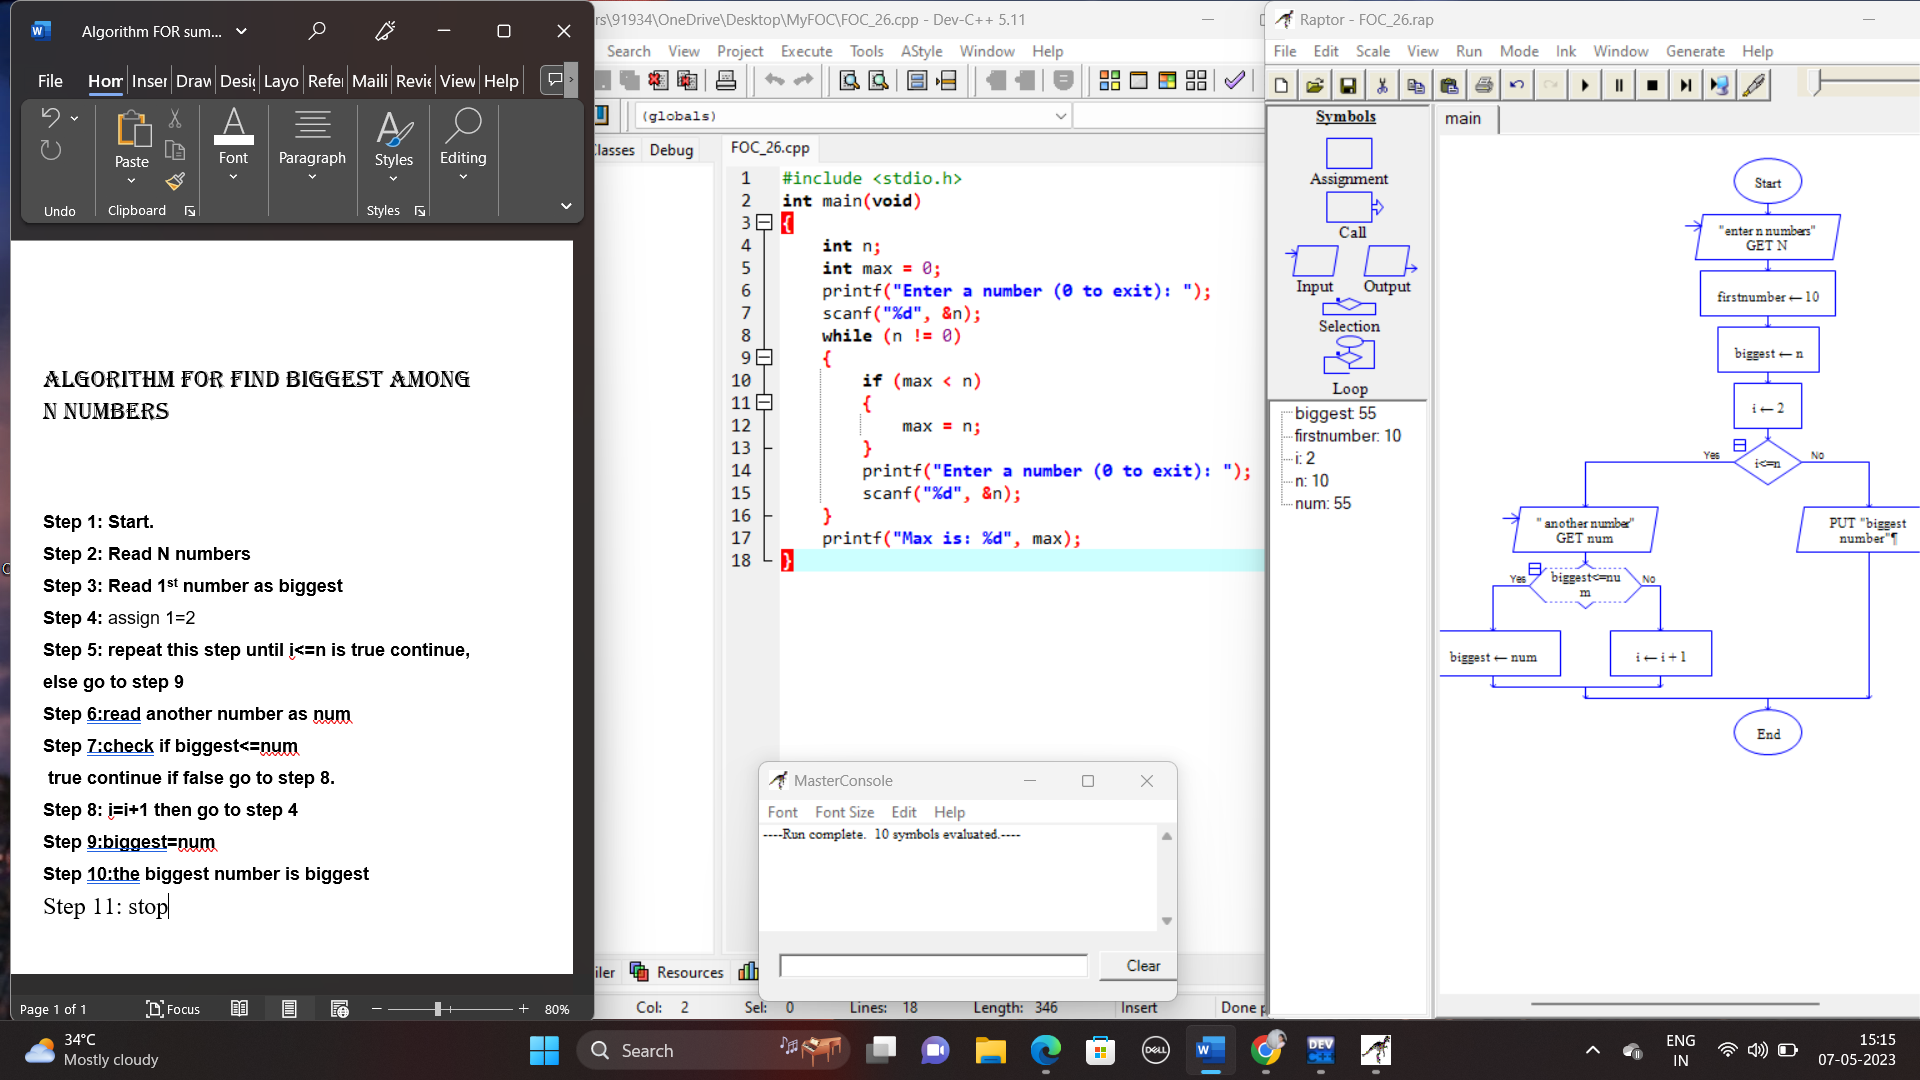 Algorithm FOR sum...
File Hom Inser Draw Desi Layo Refe Maili Revie View Help
Paste
Font
Paragraph
Styles
Editing
Undo
Clipboard
Styles
ALGORITHM FOR FIND BIGGEST AMONG
N NUMBERS
Step 1: Start.
Step 2: Read N numbers
Step 3: Read 1st number as biggest
Step 4: assign 1=2
Step 5: repeat this step until i<=n is true continue,
else go to step 9
Step 6:read another number as num
Step 7:check if biggest<=num
true continue if false go to step 8.
Step 8: i=i+1 then go to step 4
Step 9:biggest=num
Step 10:the biggest number is biggest
Step 11: stop
Page 1 of 1
Focus
80%
rs\91934\OneDrive\Desktop\MyFOC\FOC_26.cpp - Dev-C++ 5.11
Search View Project Execute Tools AStyle Window Help
(globals)
Classes Debug
FOC_26.cpp
1 #include <stdio.h>
2 int main(void)
3 {
4 int n;
5 int max = 0;
6 printf("Enter a number (0 to exit): ");
7 scanf("%d", &n);
8 while (n != 0)
9 {
10 if (max < n)
11 {
12 max = n;
13 }
14 printf("Enter a number (0 to exit): ");
15 scanf("%d", &n);
16 }
17 printf("Max is: %d", max);
18 }
MasterConsole
Font Font Size Edit Help
----Run complete. 10 symbols evaluated.----
Clear
iler Resources
Col: 2 Sel: 0 Lines: 18 Length: 346 Insert Done p
Raptor - FOC_26.rap
File Edit Scale View Run Mode Ink Window Generate Help
Symbols
Assignment
Call
Input Output
Selection
Loop
biggest: 55
firstnumber: 10
i: 2
n: 10
num: 55
main
Start
"enter n numbers"
GET N
firstnumber ← 10
biggest ← n
i ← 2
Yes i<=n No
" another number"
GET num
PUT "biggest
number"¶
Yes biggest<=nu No
m
biggest ← num
i ← i + 1
End
34°C
Mostly cloudy
Search
DELL
DEV
C++
ENG
IN
15:15
07-05-2023